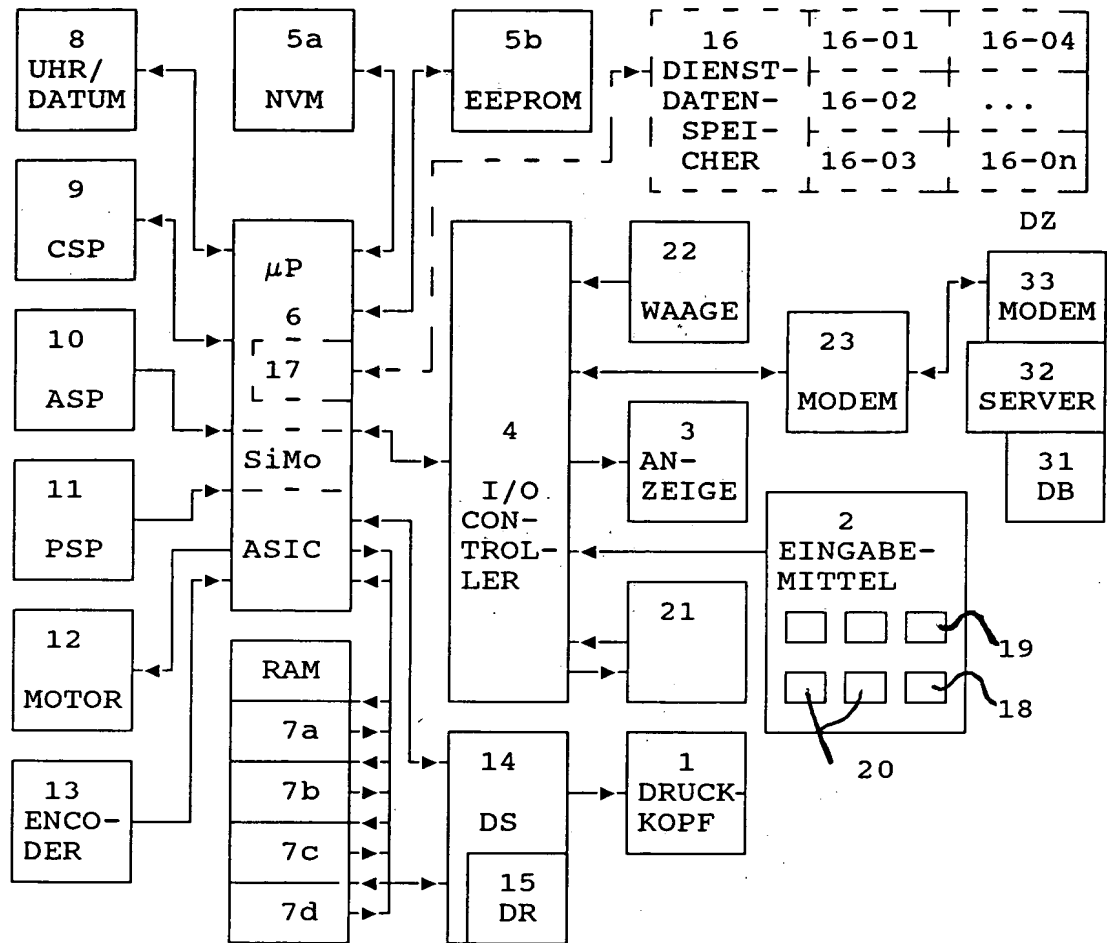 8
UHR/
DATUM
5a
NVM
5b
EEPROM
16
DIENST-
DATEN-
SPEI-
CHER
16-01
16-02
16-03
16-04
...
16-0n
9
CSP
10
ASP
11
PSP
12
MOTOR
13
ENCO-
DER
μP
6
17
SiMo
ASIC
RAM
7a
7b
7c
7d
4
I/O
CON-
TROL-
LER
14
DS
15
DR
22
WAAGE
3
AN-
ZEIGE
21
1
DRUCK-
KOPF
23
MODEM
DZ
33
MODEM
32
SERVER
31
DB
2
EINGABE-
MITTEL
19
18
20